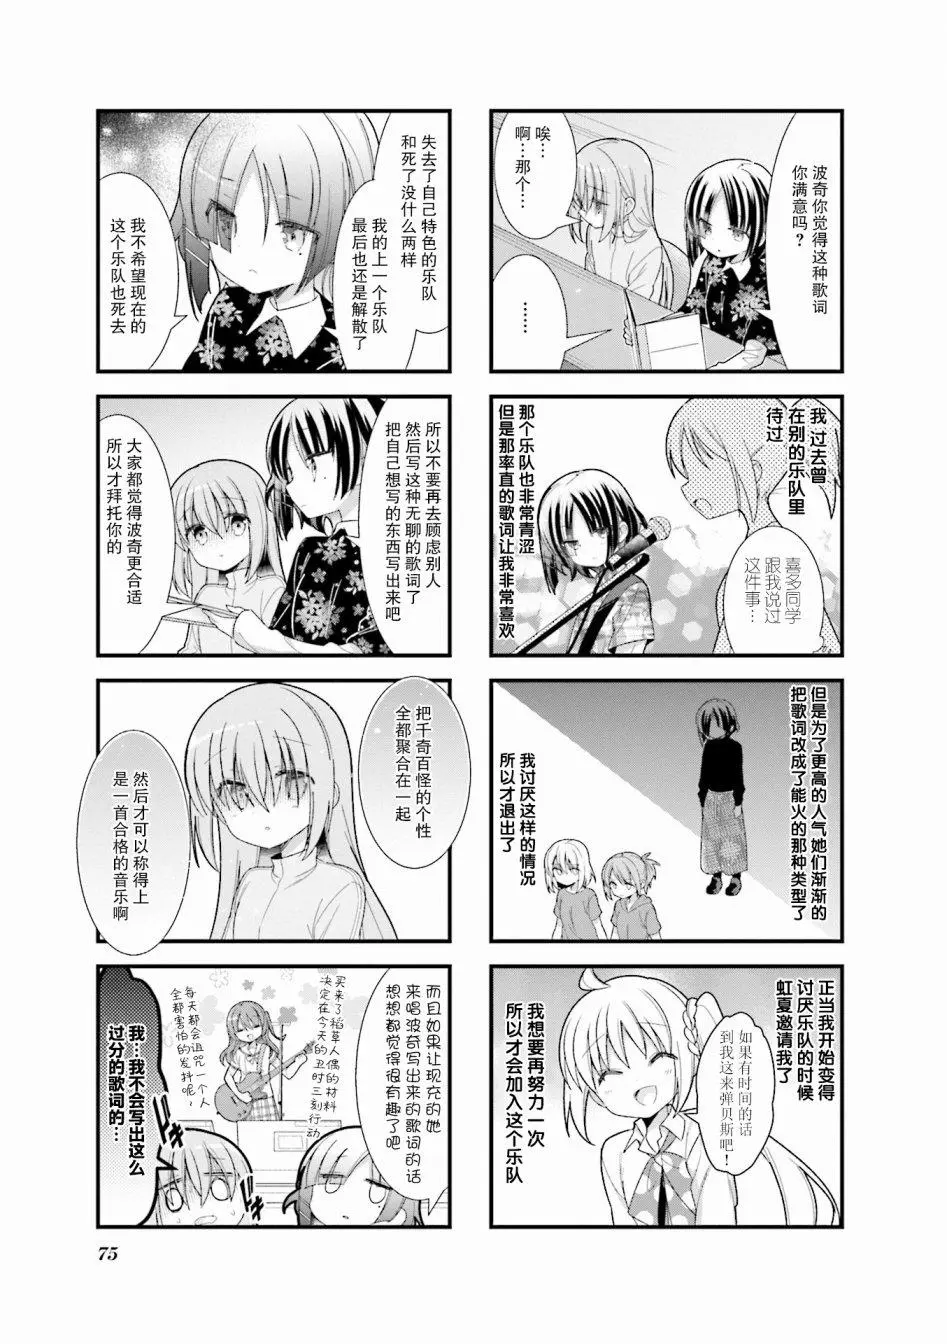 波奇你觉得这种歌词
你满意吗？
唉…
啊…那个…
……
我 过去曾
在别的乐队里
待过
喜多同学
跟我说过
这件事…
那个乐队也非常青涩
但是那率直的歌词让我非常喜欢
但是为了更高的人气她们渐渐的
把歌词改成了能火的那种类型了
我讨厌这样的情况
所以才退出了
正当我开始变得
讨厌乐队的时候
虹夏邀请我了
如果有时间的话
到我这来弹贝斯吧！
我想要再努力一次
所以才会加入这个乐队
失去了自己特色的乐队
和死了没什么两样
我的上一个乐队
最后也还是解散了
我不希望现在的
这个乐队也死去
所以不要再去顾虑别人
然后写这种无聊的歌词了
把自己想写的东西写出来吧
大家都觉得波奇更合适
所以才拜托你的
把千奇百怪的个性
全都聚合在一起
然后才可以称得上
是一首合格的音乐啊
而且如果让现充的她
来唱波奇写出来的歌词的话
想想都觉得很有趣了吧
买来了稻草人偶的材料
决定在今天的丑时三刻行动
每天都会诅咒一个人
全都害怕的发抖呢~
我…我不会写出这么
过分的歌词的…
75